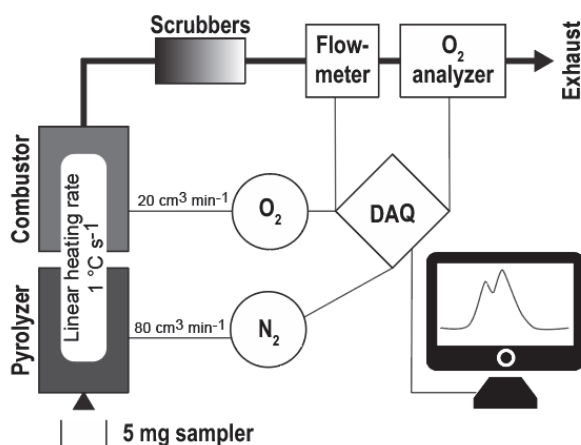 Scrubbers
Flow-
meter
O₂
analyzer
Exhaust
Combustor
Linear heating rate
1 °C s⁻¹
20 cm³ min⁻¹
O₂
DAQ
Pyrolyzer
80 cm³ min⁻¹
N₂
5 mg sampler